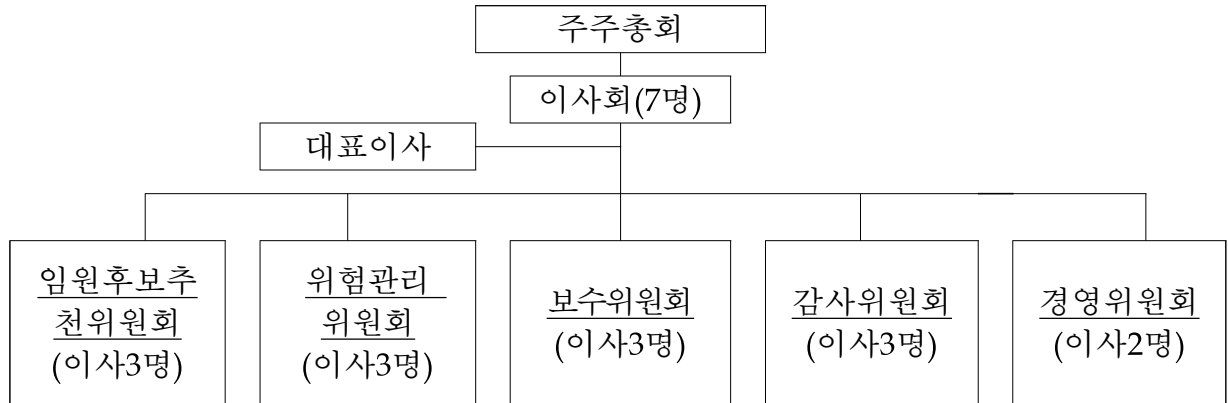 주주총회
이사회(7명)
대표이사
임원후보추
천위원회
(이사3명)
위험관리
위원회
(이사3명)
보수위원회
(이사3명)
감사위원회
(이사3명)
경영위원회
(이사2명)